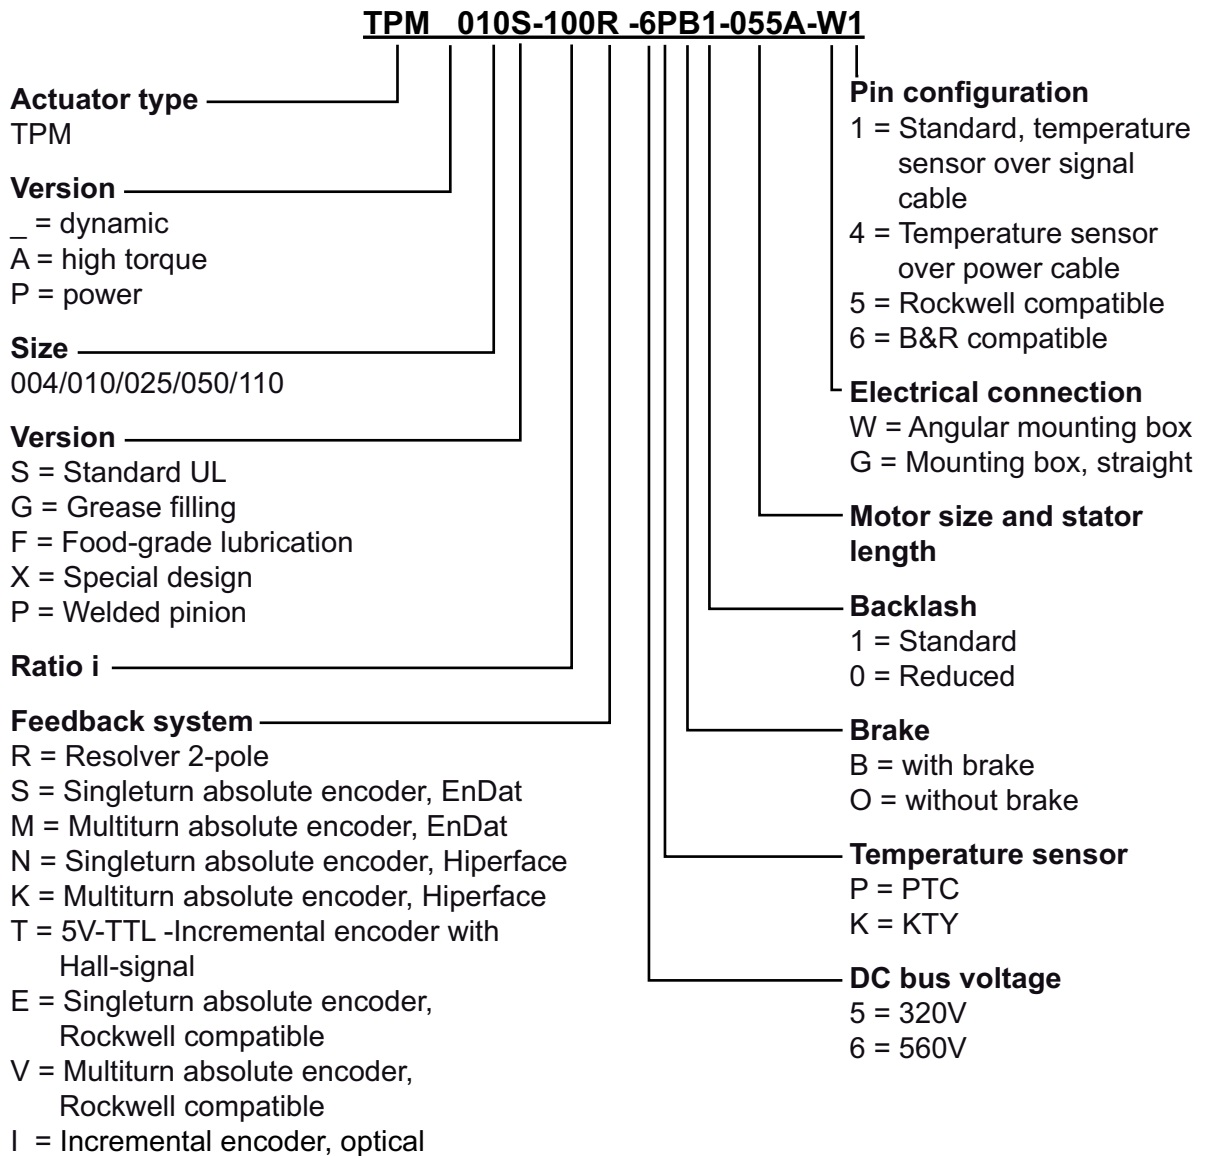 TPM_ 010S-100R -6PB1-055A-W1
Actuator type
TPM
Version
_ = dynamic
A = high torque
P = power
Size
004/010/025/050/110
Version
S = Standard UL
G = Grease filling
F = Food-grade lubrication
X = Special design
P = Welded pinion
Ratio i
Feedback system
R = Resolver 2-pole
S = Singleturn absolute encoder, EnDat
M = Multiturn absolute encoder, EnDat
N = Singleturn absolute encoder, Hiperface
K = Multiturn absolute encoder, Hiperface
T = 5V-TTL -Incremental encoder with
Hall-signal
E = Singleturn absolute encoder,
Rockwell compatible
V = Multiturn absolute encoder,
Rockwell compatible
I = Incremental encoder, optical
Pin configuration
1 = Standard, temperature
sensor over signal
cable
4 = Temperature sensor
over power cable
5 = Rockwell compatible
6 = B&R compatible
Electrical connection
W = Angular mounting box
G = Mounting box, straight
Motor size and stator
length
Backlash
1 = Standard
0 = Reduced
Brake
B = with brake
O = without brake
Temperature sensor
P = PTC
K = KTY
DC bus voltage
5 = 320V
6 = 560V